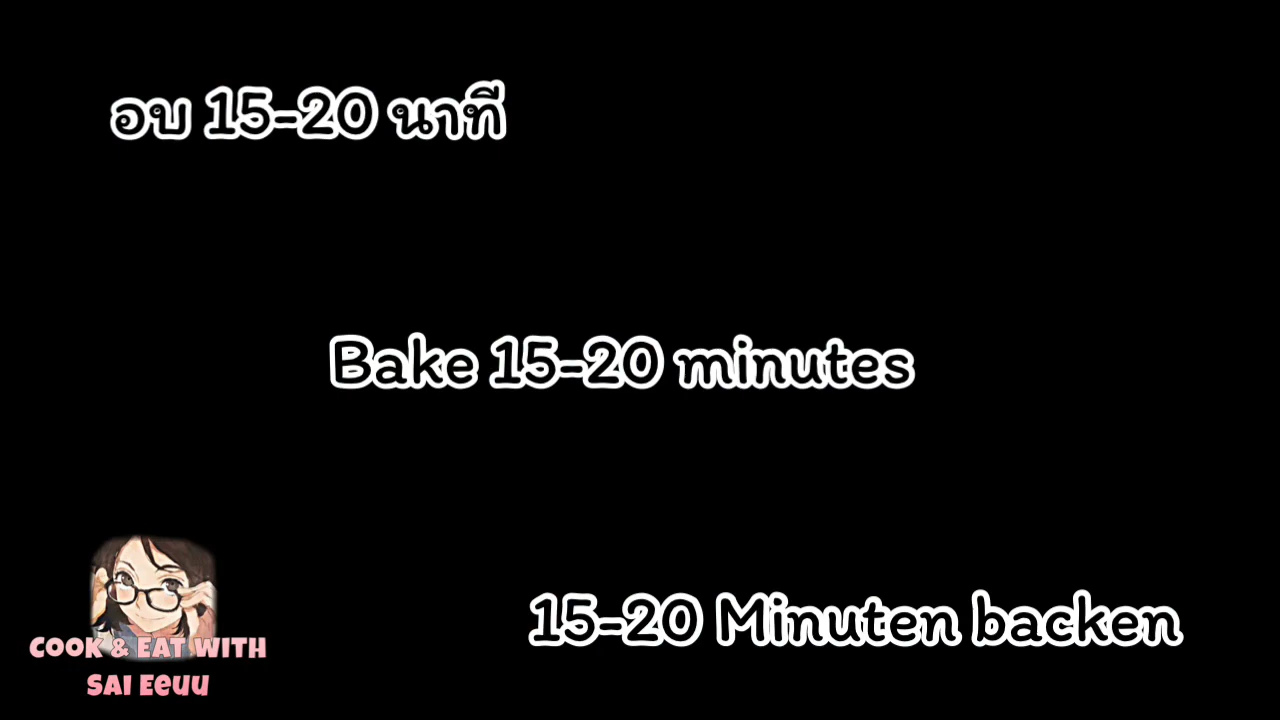 อบ 15-20 นาที
Bake 15-20 minutes
15-20 Minuten backen
COOK & EAT WITH
SAI EEUU